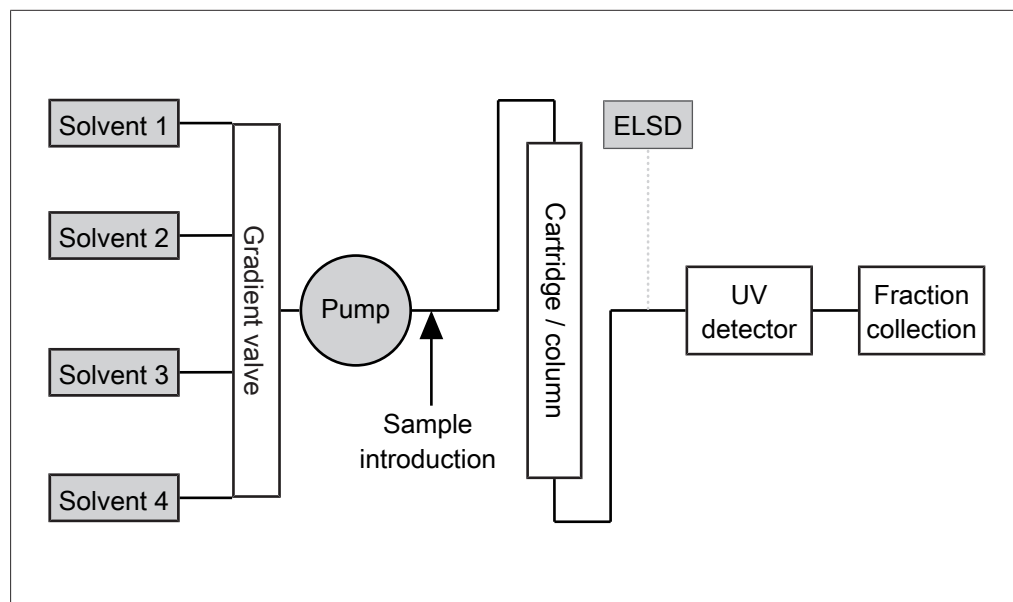 Solvent 1
Solvent 2
Solvent 3
Solvent 4
Gradient valve
Pump
Sample
introduction
Cartridge / column
ELSD
UV
detector
Fraction
collection